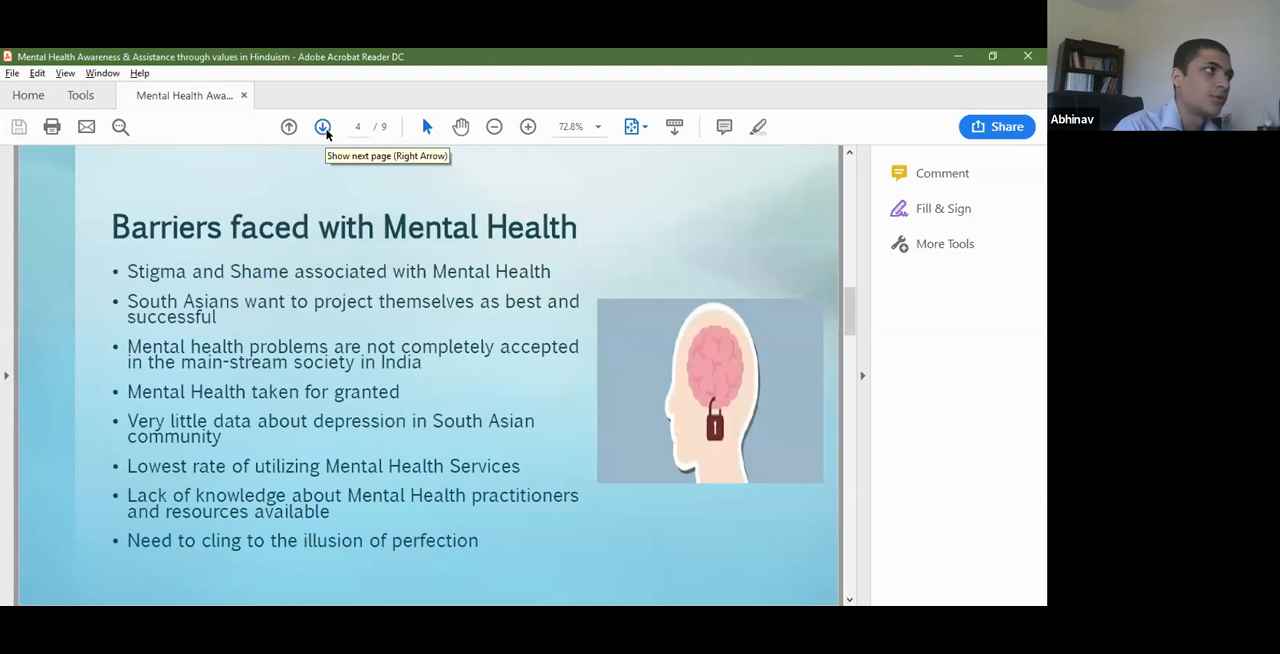 Mental Health Awareness & Assistance through values in Hinduism - Adobe Acrobat Reader DC
File Edit View Window Help
Home Tools Mental Health Awa... ×
4 / 9 72.8% Share
Show next page (Right Arrow)
Abhinav
Comment
Fill & Sign
More Tools
Barriers faced with Mental Health
• Stigma and Shame associated with Mental Health
• South Asians want to project themselves as best and
successful
• Mental health problems are not completely accepted
in the main-stream society in India
• Mental Health taken for granted
• Very little data about depression in South Asian
community
• Lowest rate of utilizing Mental Health Services
• Lack of knowledge about Mental Health practitioners
and resources available
• Need to cling to the illusion of perfection